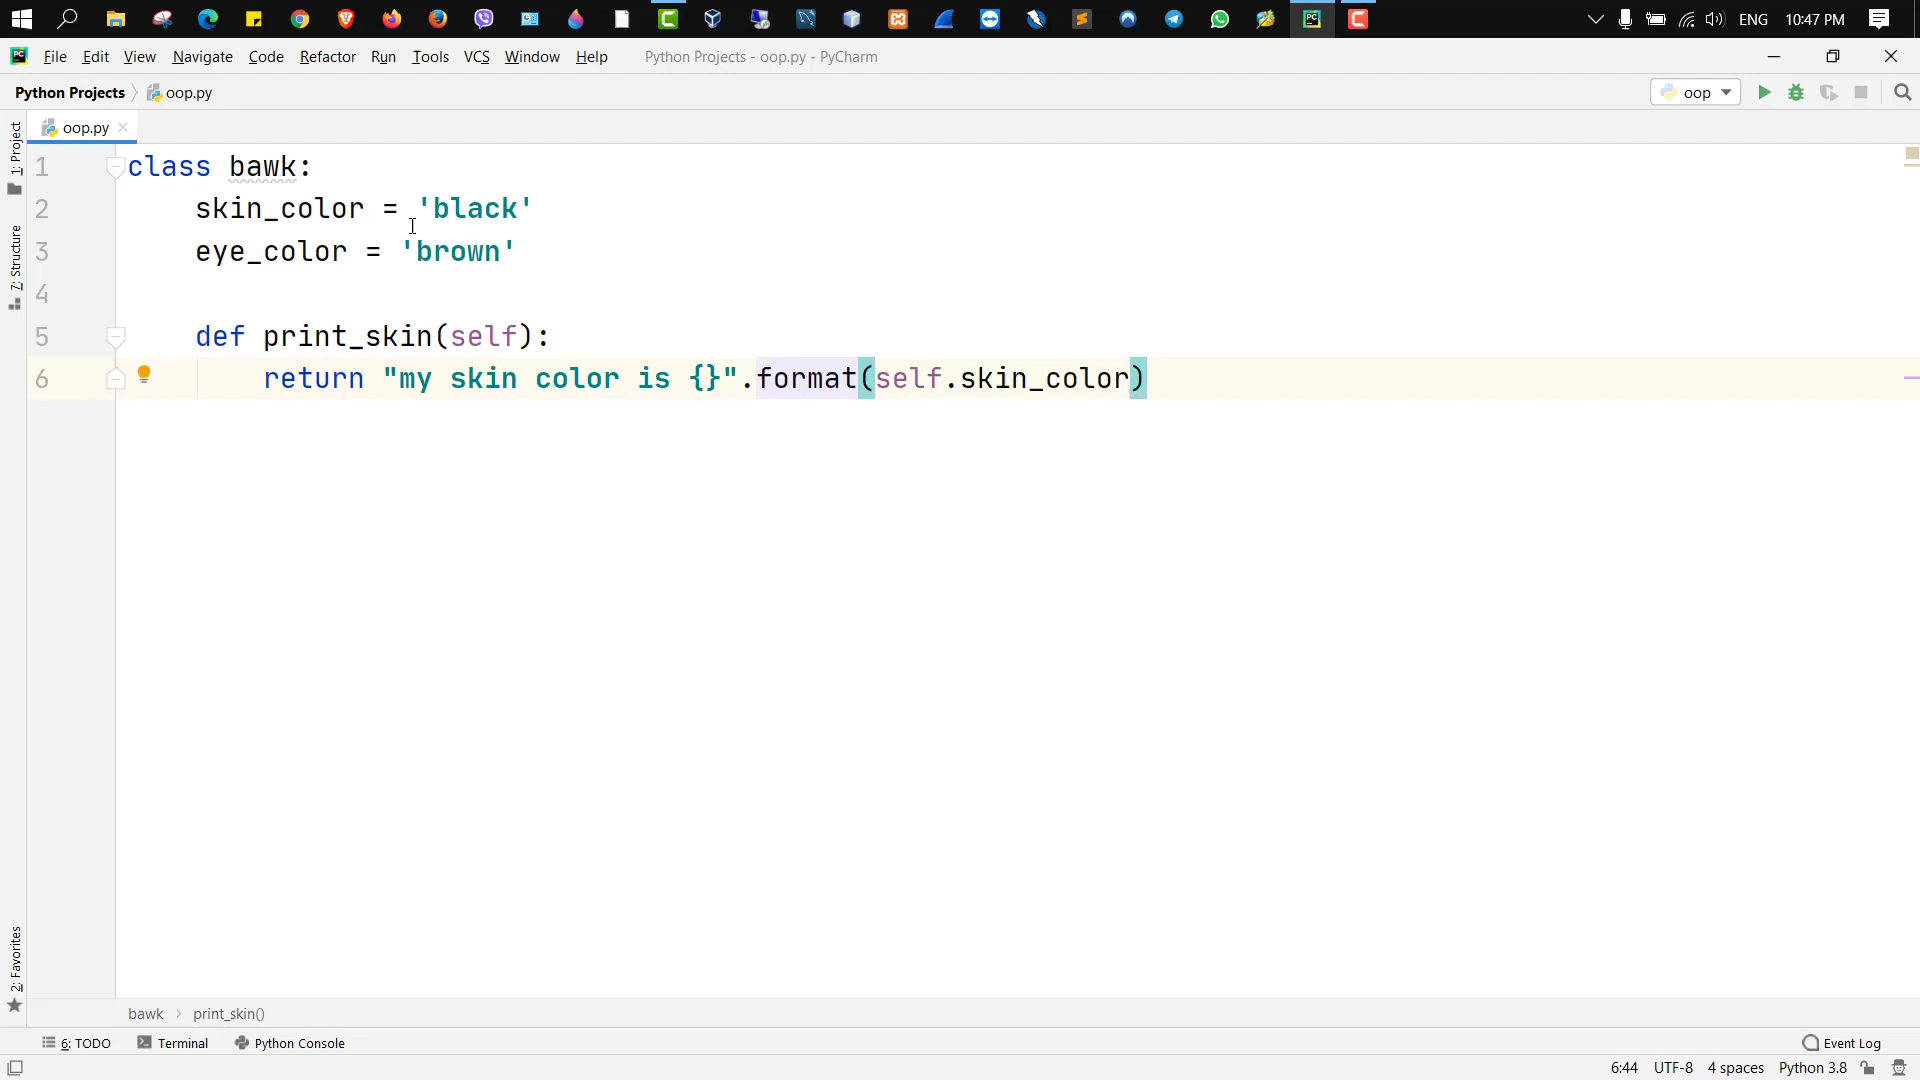 ENG 10:47 PM
File Edit View Navigate Code Refactor Run Tools VCS Window Help Python Projects - oop.py - PyCharm
Python Projects oop.py oop
oop.py
1: Project
7: Structure
2: Favorites
1 class bawk:
2 skin_color = 'black'
3 eye_color = 'brown'
4
5 def print_skin(self):
6 return "my skin color is {}".format(self.skin_color)
bawk › print_skin()
6: TODO Terminal Python Console Event Log
6:44 UTF-8 4 spaces Python 3.8